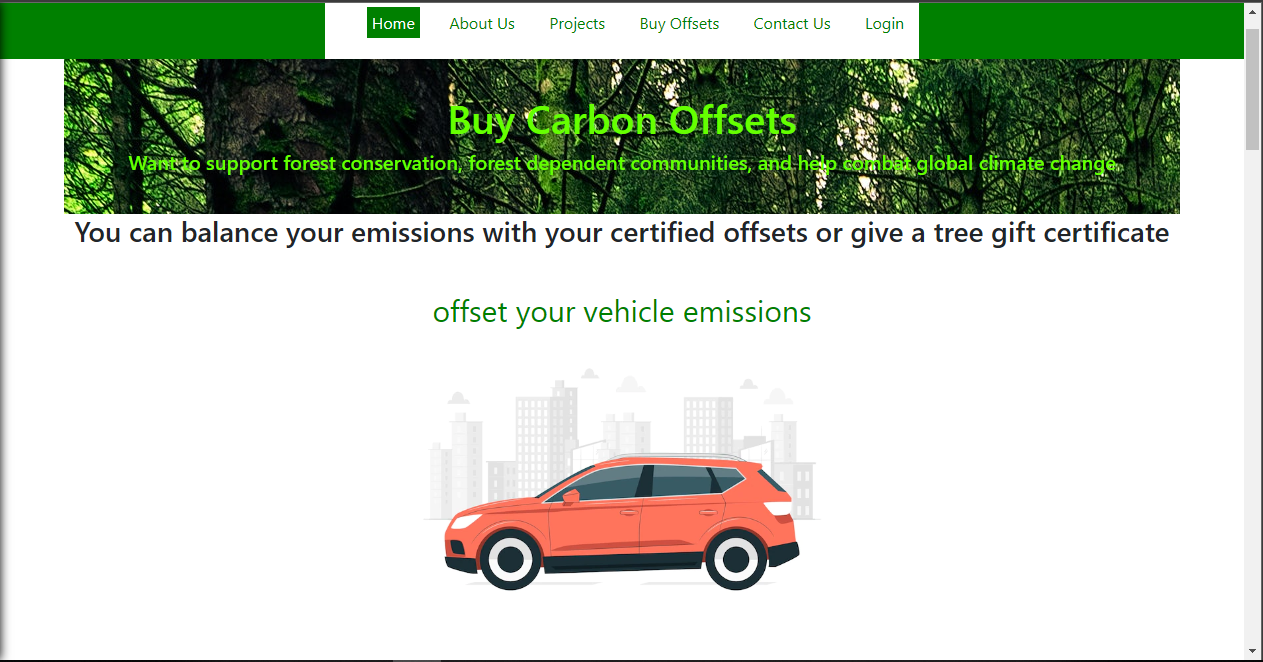 Home About Us Projects Buy Offsets Contact Us Login
Buy Carbon Offsets
Want to support forest conservation, forest dependent communities, and help combat global climate change.
You can balance your emissions with your certified offsets or give a tree gift certificate
offset your vehicle emissions